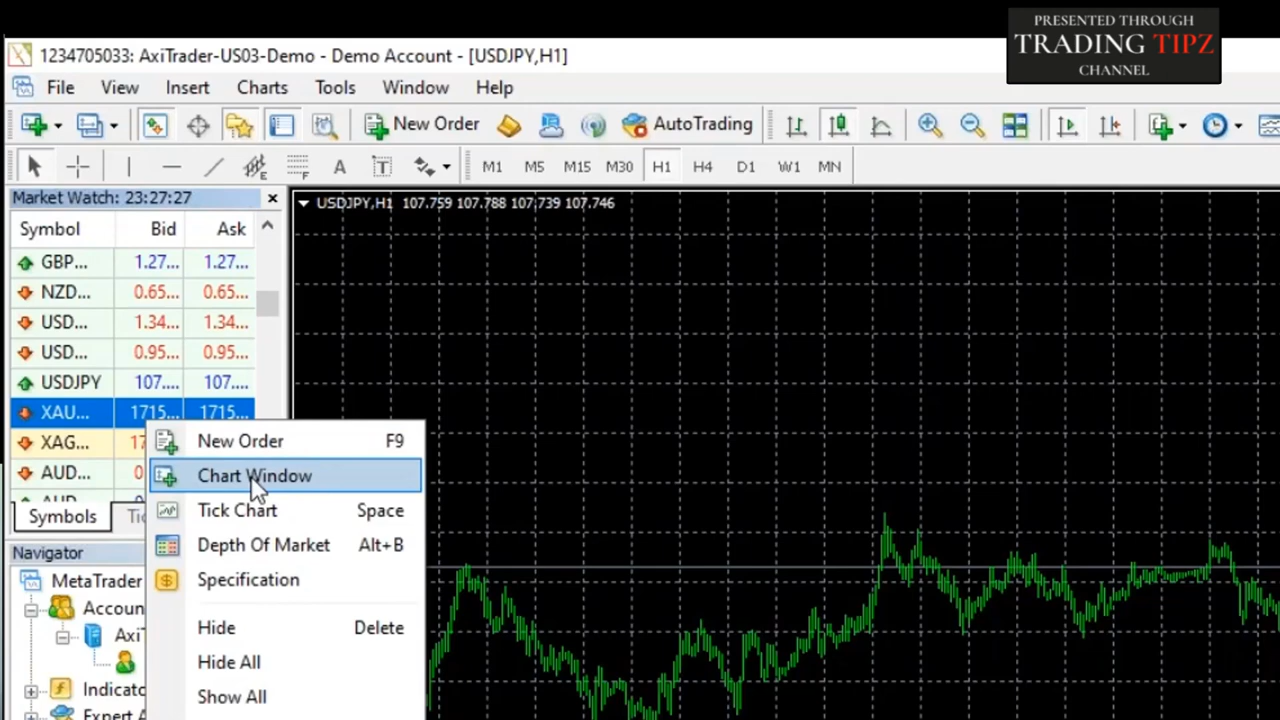 PRESENTED THROUGH
TRADING TIPZ
CHANNEL
1234705033: AxiTrader-US03-Demo - Demo Account - [USDJPY,H1]
File View Insert Charts Tools Window Help
New Order AutoTrading
A T M1 M5 M15 M30 H1 H4 D1 W1 MN
Market Watch: 23:27:27
USDJPY,H1 107.759 107.788 107.739 107.746
Symbol Bid Ask
GBP... 1.27... 1.27...
NZD... 0.65... 0.65...
USD... 1.34... 1.34...
USD... 0.95... 0.95...
USDJPY 107.... 107....
XAU... 1715... 1715...
XAG... 17
AUD... 0
New Order F9
Chart Window
Tick Chart Space
Depth Of Market Alt+B
Specification
Hide Delete
Hide All
Show All
Symbols
Navigator
MetaTrader
Accoun
Axi
Indicato
Expert A